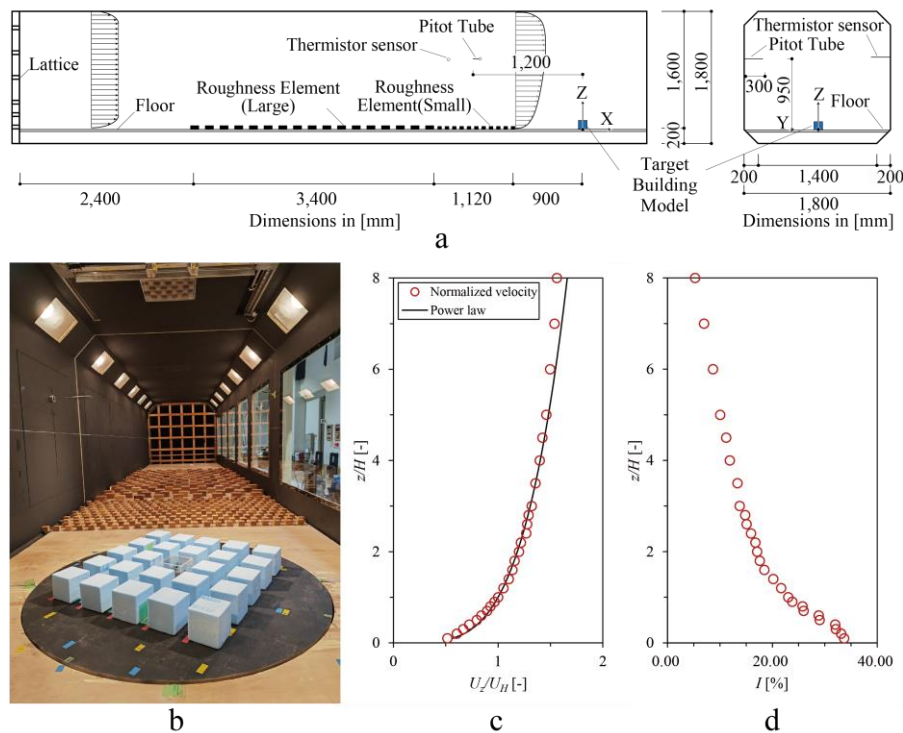 Lattice
Floor
Thermistor sensor
Pitot Tube
1,200
Roughness Element
(Large)
Roughness
Element(Small)
Z
X
Target
Building
Model
2,400
3,400
1,120
900
Dimensions in [mm]
1,600
1,800
200
Thermistor sensor
Pitot Tube
300
950
Z
Floor
Y
200
1,400
200
1,800
Dimensions in [mm]
a
8
6
4
2
0
z/H [-]
Normalized velocity
Power law
0
1
2
U_z/U_H [-]
8
6
4
2
0
z/H [-]
0.00
20.00
40.00
I [%]
b
c
d